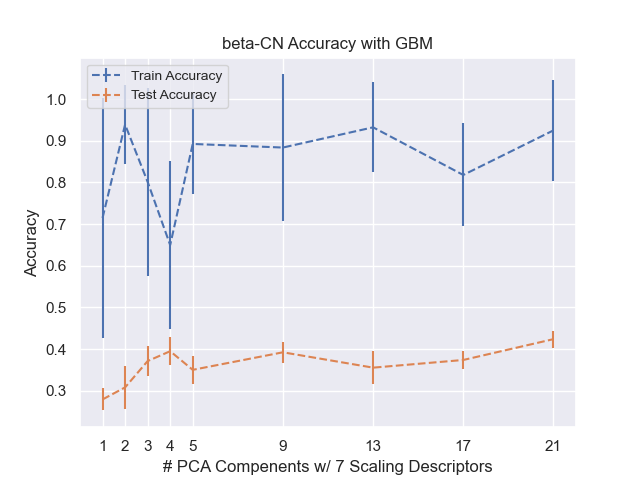 beta-CN Accuracy with GBM
Train Accuracy
Test Accuracy
1.0
0.9
0.8
0.7
0.6
0.5
0.4
0.3
Accuracy
1 2 3 4 5 9 13 17 21
# PCA Compenents w/ 7 Scaling Descriptors